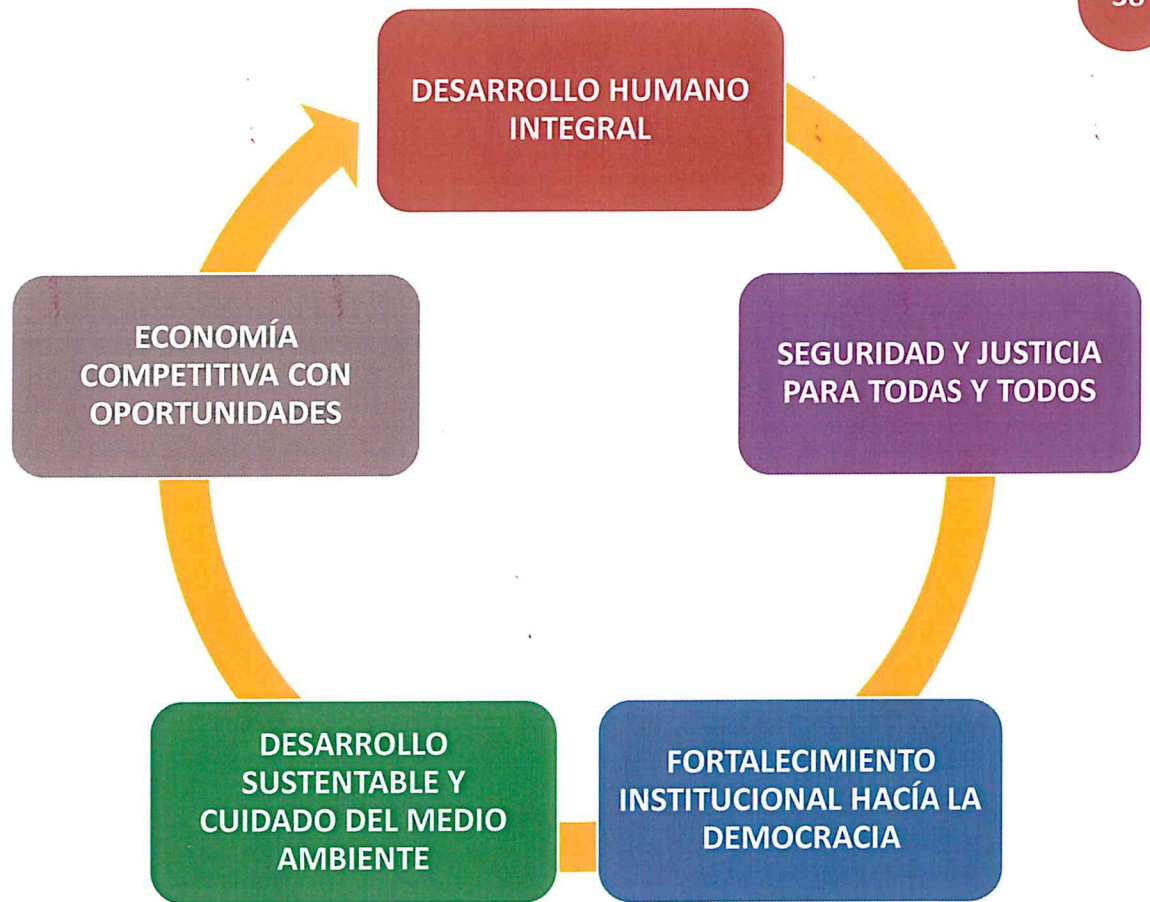 DESARROLLO HUMANO
INTEGRAL
SEGURIDAD Y JUSTICIA
PARA TODAS Y TODOS
FORTALECIMIENTO
INSTITUCIONAL HACÍA LA
DEMOCRACIA
DESARROLLO
SUSTENTABLE Y
CUIDADO DEL MEDIO
AMBIENTE
ECONOMÍA
COMPETITIVA CON
OPORTUNIDADES